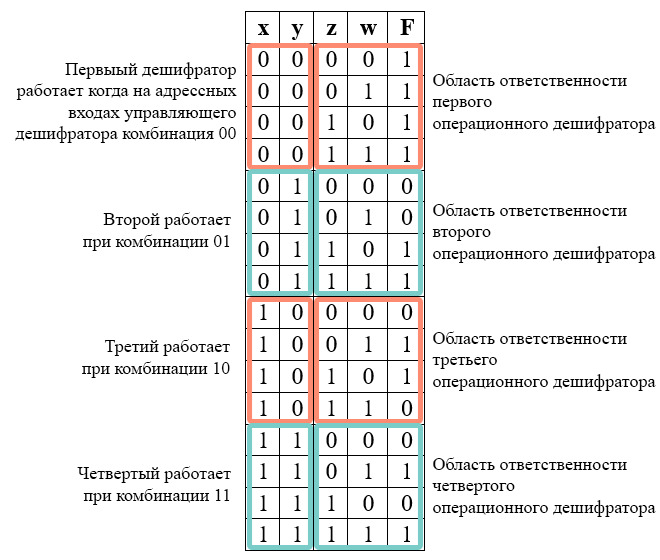 x y z w F
Первыый дешифратор
работает когда на адрессных
входах управляющего
дешифратора комбинация 00
0 0 0 0 1
0 0 0 1 1
0 0 1 0 1
0 0 1 1 1
Область ответственности
первого
операционного дешифратора
Второй работает
при комбинации 01
0 1 0 0 0
0 1 0 1 0
0 1 1 0 1
0 1 1 1 1
Область ответственности
второго
операционного дешифратора
Третий работает
при комбинации 10
1 0 0 0 0
1 0 0 1 1
1 0 1 0 1
1 0 1 1 0
Область ответственности
третьего
операционного дешифратора
Четвертый работает
при комбинации 11
1 1 0 0 0
1 1 0 1 1
1 1 1 0 0
1 1 1 1 1
Область ответственности
четвертого
операционного дешифратора